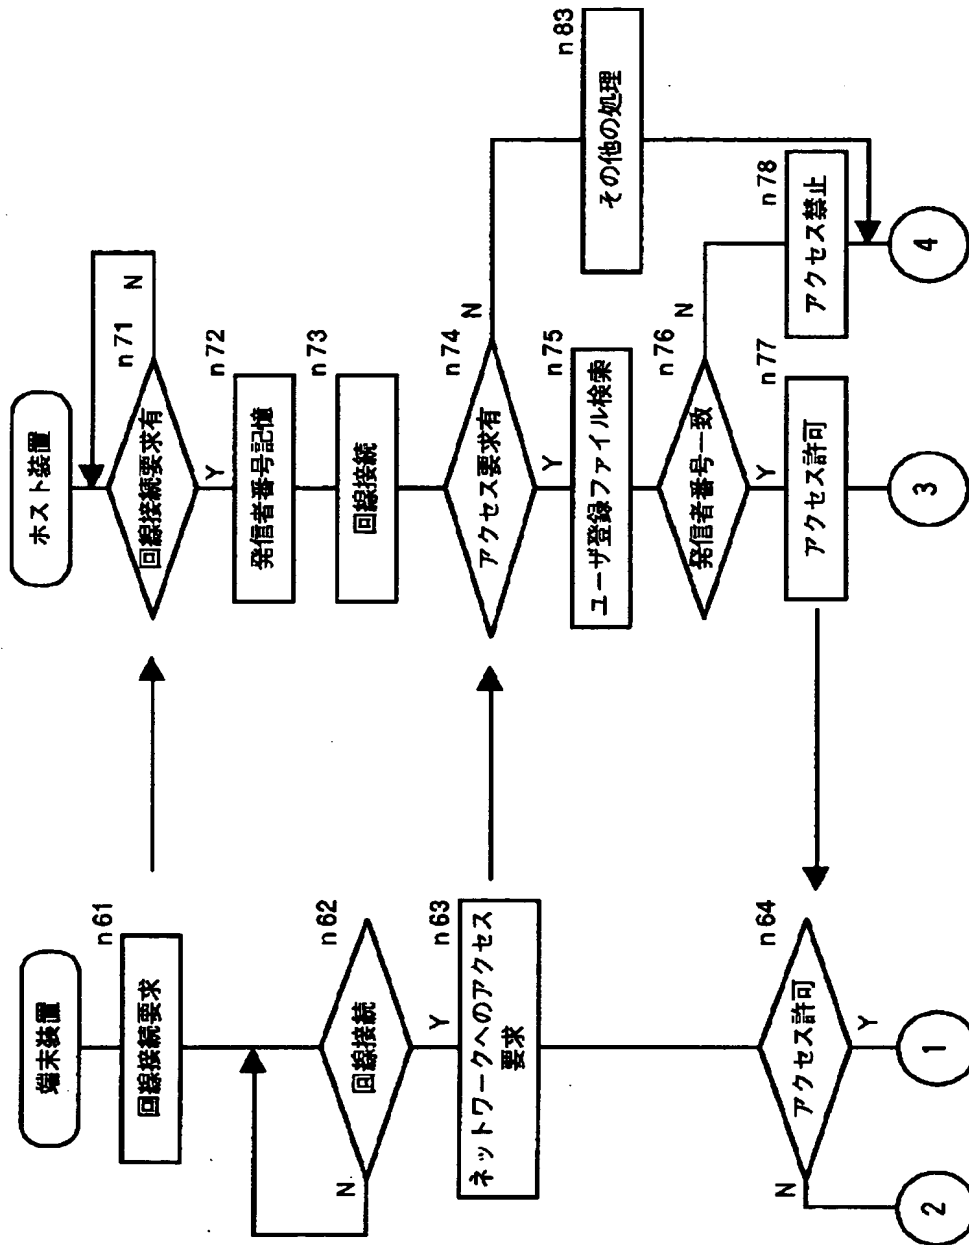 端末装置
n61
回線接続要求
n62
回線接続
N
Y
n63
ネットワークへのアクセス
要求
n64
アクセス許可
N
Y
2
1
ホスト装置
n71
回線接続要求有
N
Y
n72
発信者番号記憶
n73
回線接続
n74
アクセス要求有
N
Y
n83
その他の処理
n75
ユーザ登録ファイル検索
n76
発信者番号一致
N
Y
n77
アクセス許可
n78
アクセス禁止
3
4